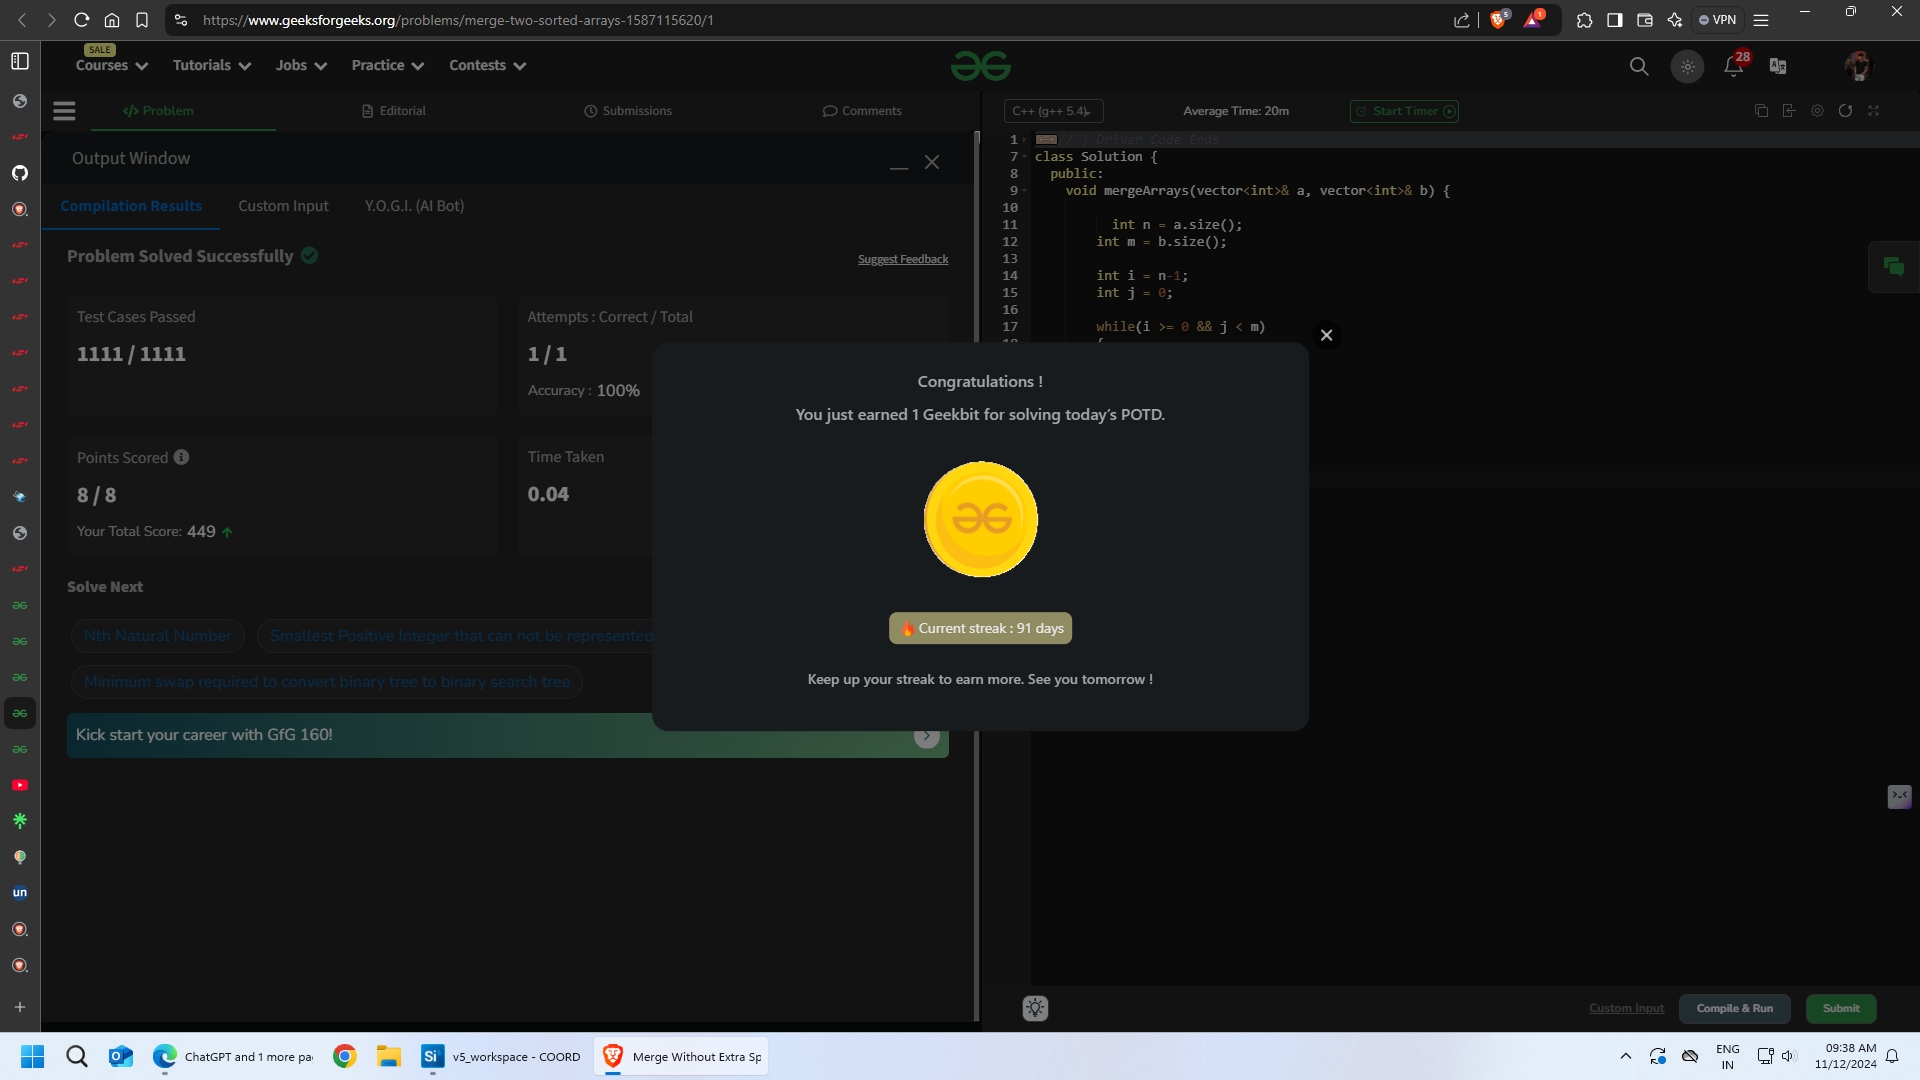 https://www.geeksforgeeks.org/problems/merge-two-sorted-arrays-1587115620/1
5
1
VPN
SALE
Courses
Tutorials
Jobs
Practice
Contests
28
Problem
Editorial
Submissions
Comments
C++ (g++ 5.4)
Average Time: 20m
Start Timer
Output Window
Compilation Results
Custom Input
Y.O.G.I. (AI Bot)
Problem Solved Successfully
Suggest Feedback
Test Cases Passed
1111 / 1111
Attempts : Correct / Total
1 / 1
Accuracy : 100%
Points Scored
8 / 8
Your Total Score: 449
Time Taken
0.04
Solve Next
Nth Natural Number
Smallest Positive Integer that can not be represented
Minimum swap required to convert binary tree to binary search tree
Kick start your career with GfG 160!
1 // } Driver Code Ends
7 class Solution {
8 public:
9 void mergeArrays(vector<int>& a, vector<int>& b) {
10
11 int n = a.size();
12 int m = b.size();
13
14 int i = n-1;
15 int j = 0;
16
17 while(i >= 0 && j < m)
18 {
Congratulations !
You just earned 1 Geekbit for solving today's POTD.
Current streak : 91 days
Keep up your streak to earn more. See you tomorrow !
un
Custom Input
Compile & Run
Submit
ChatGPT and 1 more pa
Si
v5_workspace - COORD
Merge Without Extra Sp
ENG
IN
09:38 AM
11/12/2024